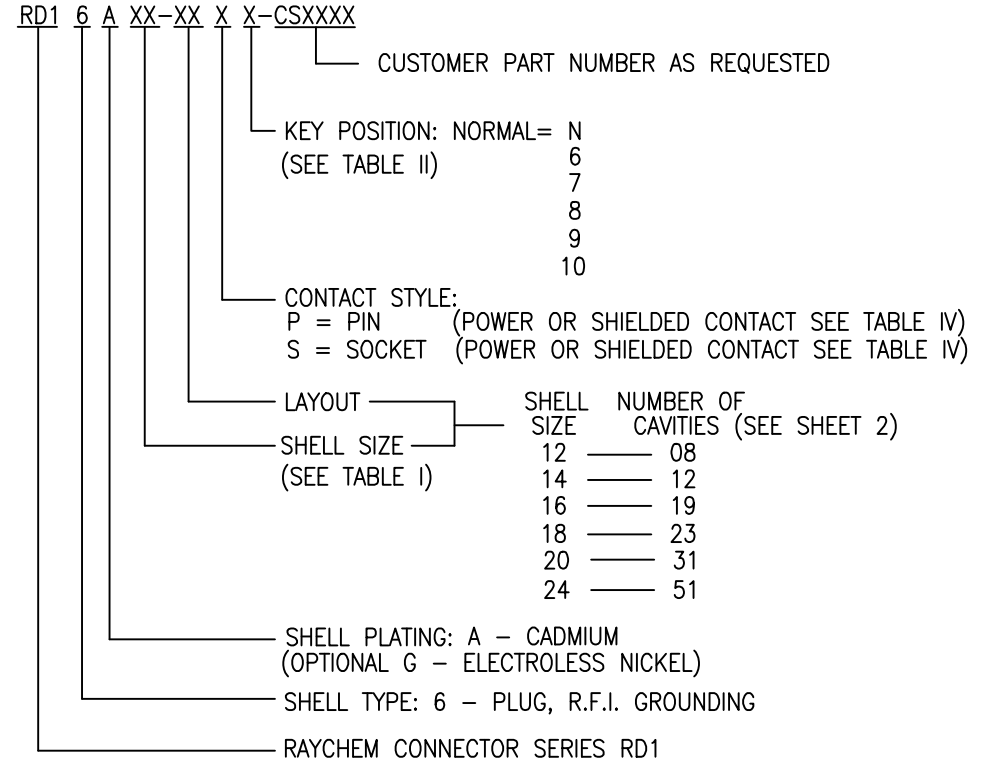 RD1 6 A XX-XX X X-CSXXXX
CUSTOMER PART NUMBER AS REQUESTED
KEY POSITION: NORMAL= N
(SEE TABLE II)
6
7
8
9
10
CONTACT STYLE:
P = PIN (POWER OR SHIELDED CONTACT SEE TABLE IV)
S = SOCKET (POWER OR SHIELDED CONTACT SEE TABLE IV)
LAYOUT
SHELL SIZE
(SEE TABLE I)
SHELL NUMBER OF
SIZE CAVITIES (SEE SHEET 2)
12 08
14 12
16 19
18 23
20 31
24 51
SHELL PLATING: A – CADMIUM
(OPTIONAL G – ELECTROLESS NICKEL)
SHELL TYPE: 6 – PLUG, R.F.I. GROUNDING
RAYCHEM CONNECTOR SERIES RD1